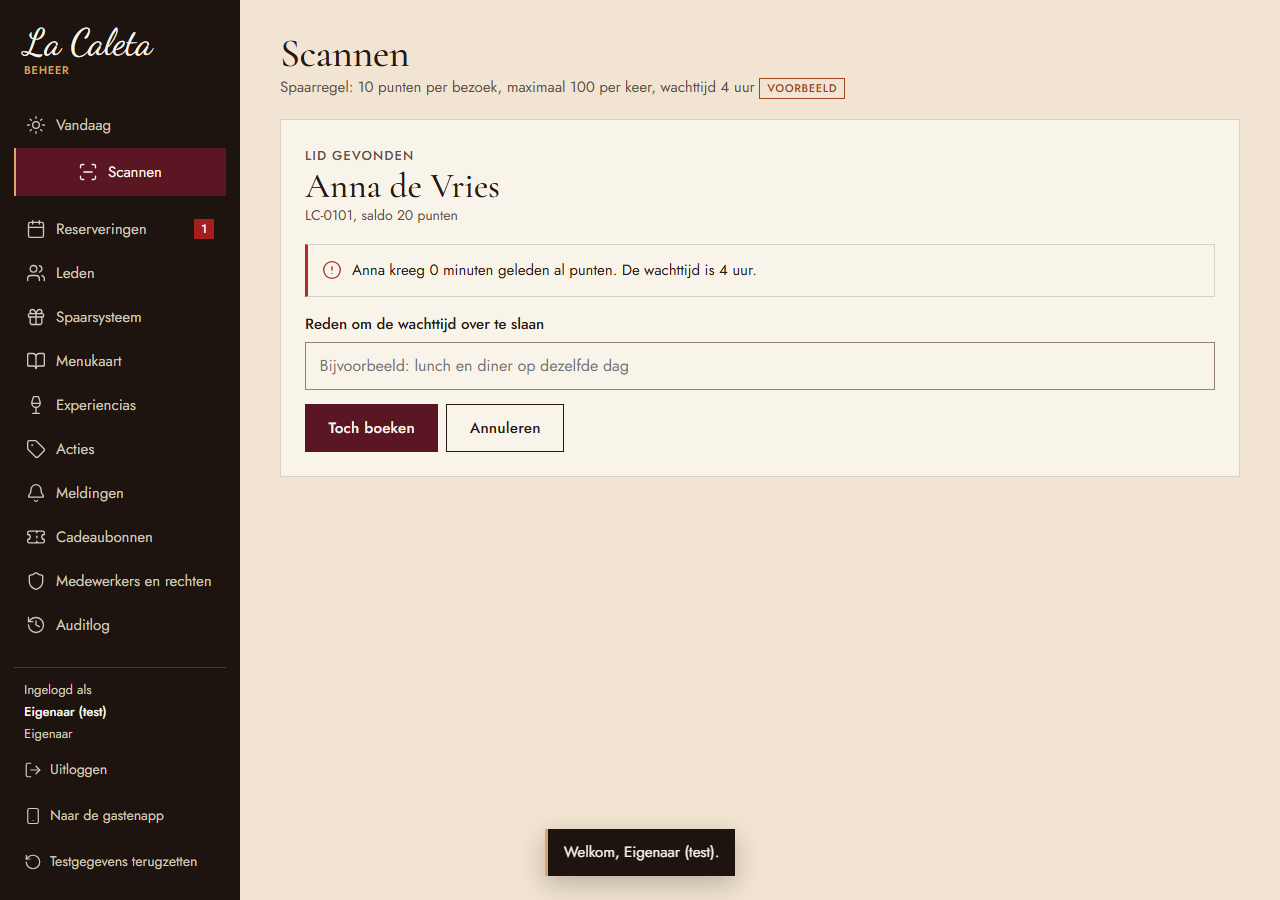 La Caleta
BEHEER
Vandaag
Scannen
Reserveringen 1
Leden
Spaarsysteem
Menukaart
Experiencias
Acties
Meldingen
Cadeaubonnen
Medewerkers en rechten
Auditlog
Ingelogd als
Eigenaar (test)
Eigenaar
Uitloggen
Naar de gastenapp
Testgegevens terugzetten
Scannen
Spaarregel: 10 punten per bezoek, maximaal 100 per keer, wachttijd 4 uur VOORBEELD
LID GEVONDEN
Anna de Vries
LC-0101, saldo 20 punten
Anna kreeg 0 minuten geleden al punten. De wachttijd is 4 uur.
Reden om de wachttijd over te slaan
Bijvoorbeeld: lunch en diner op dezelfde dag
Toch boeken Annuleren
Welkom, Eigenaar (test).